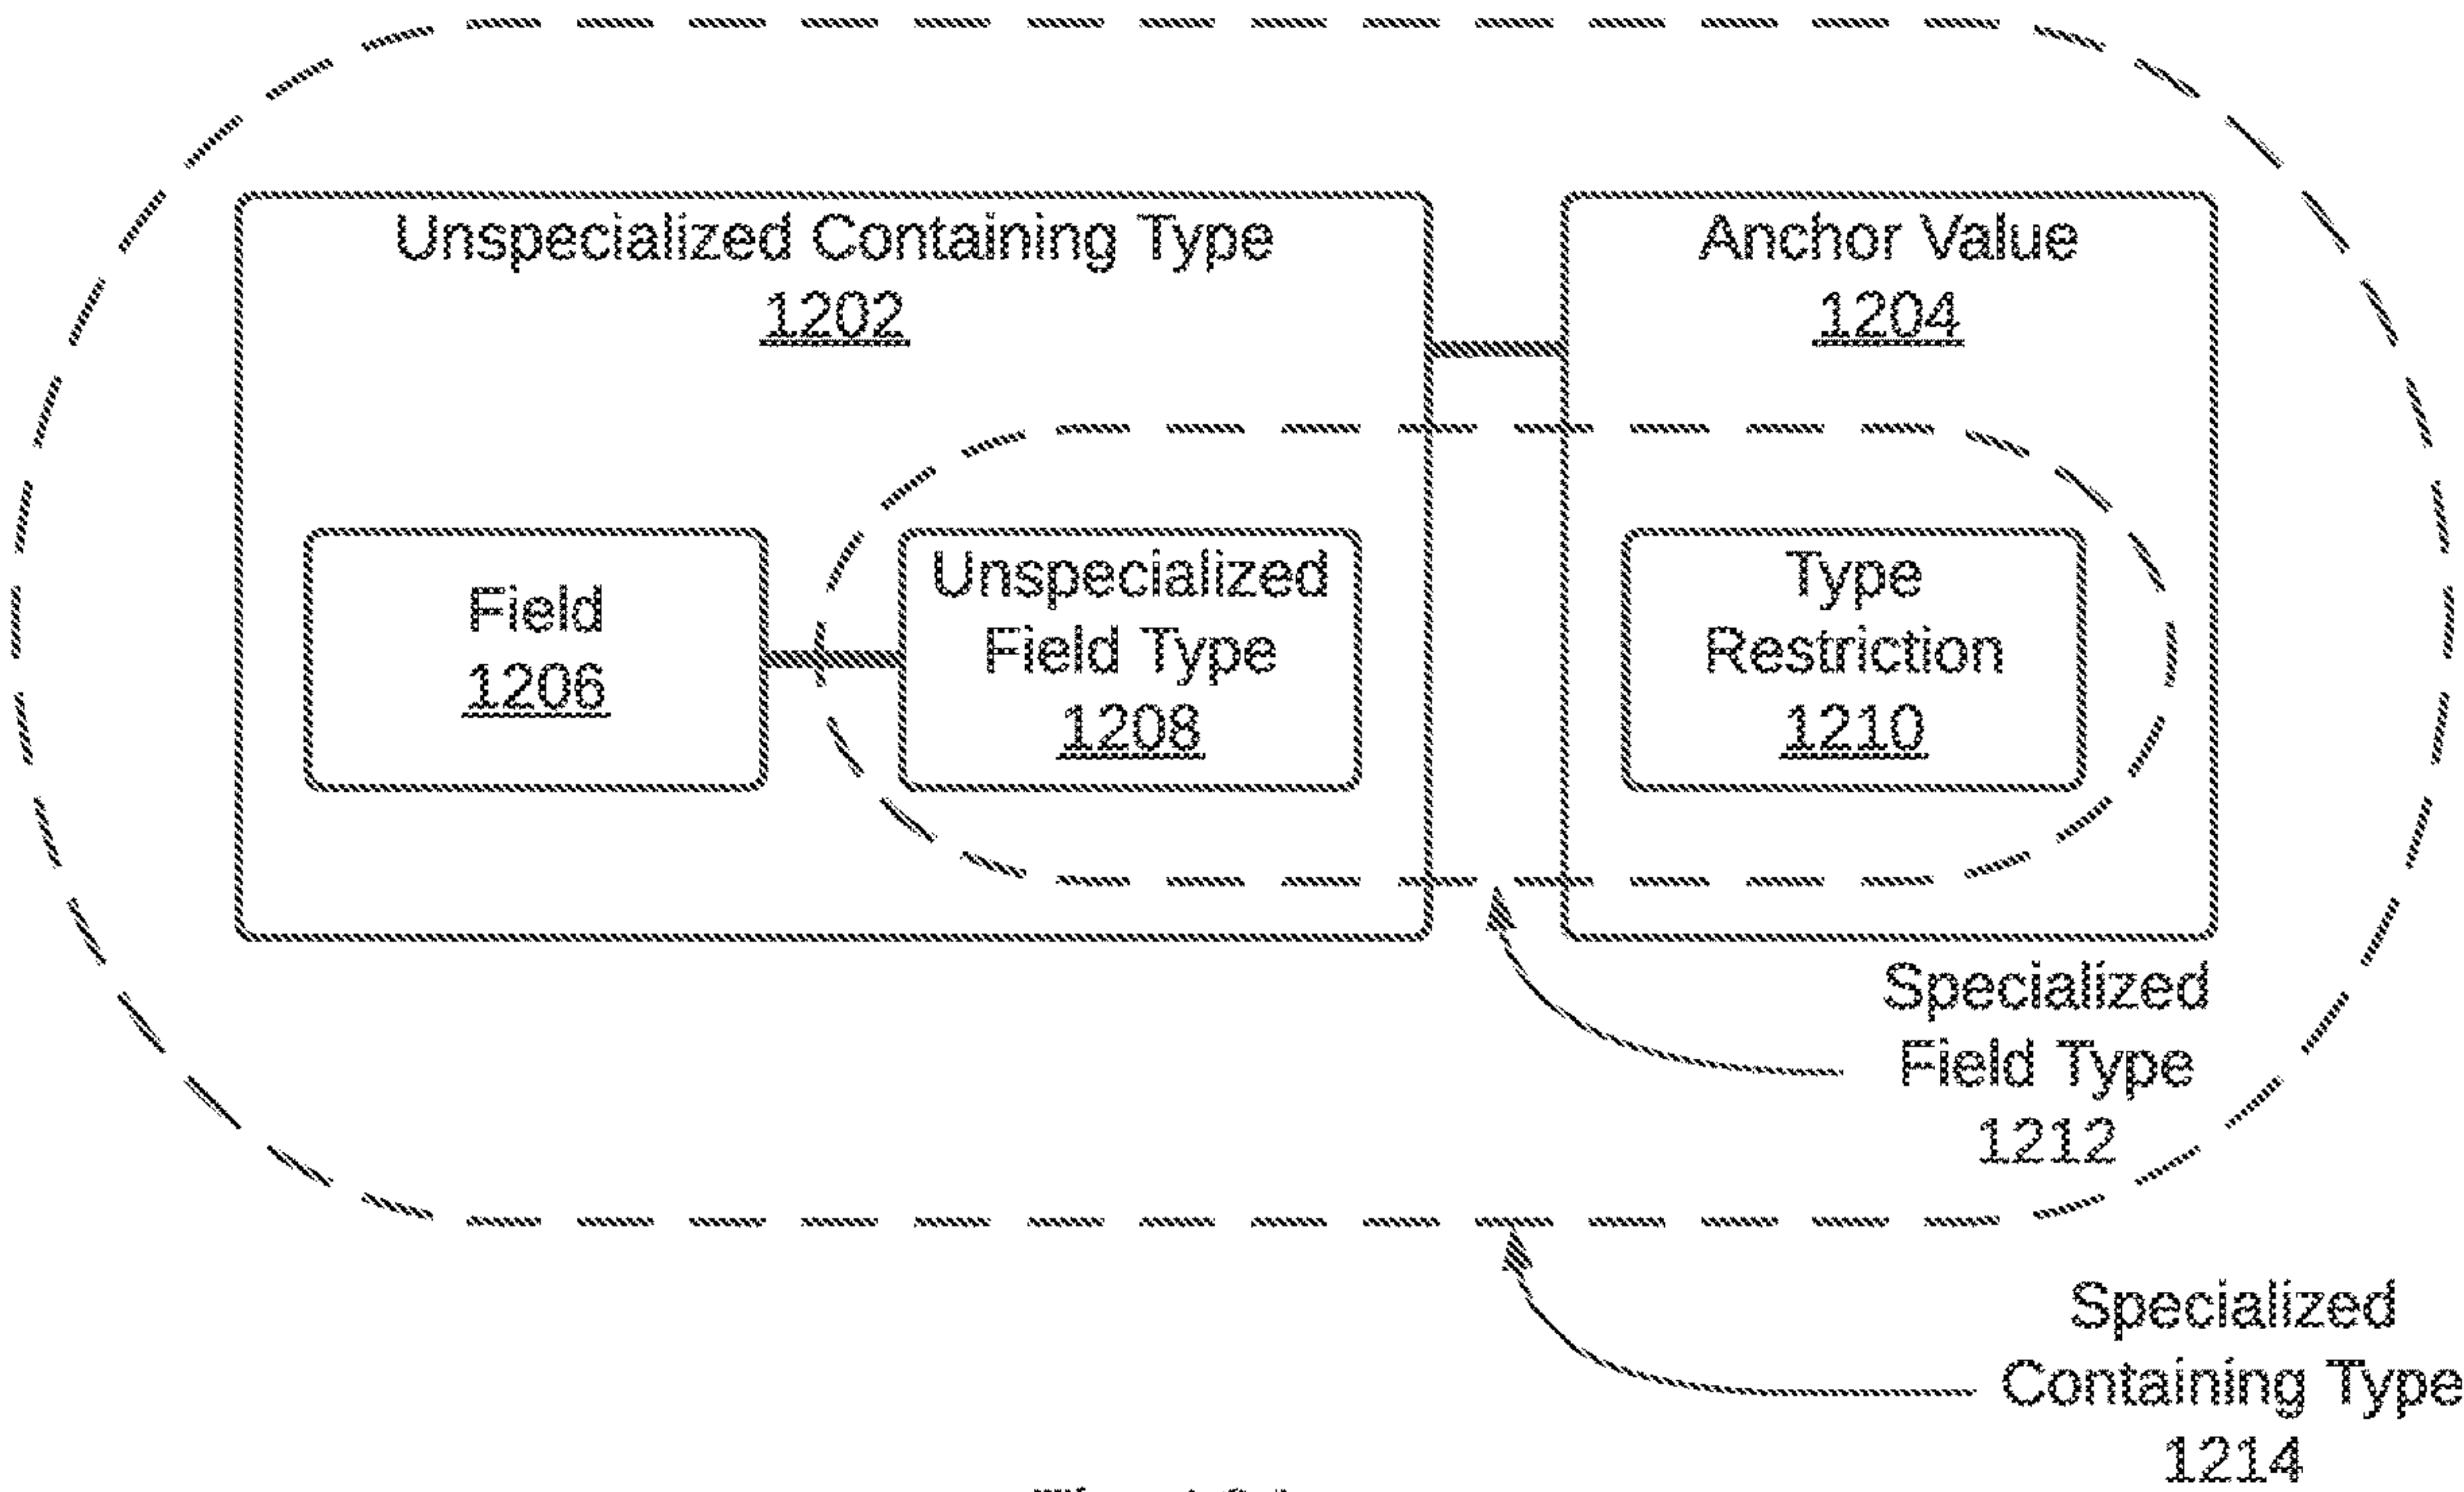 Unspecialized Containing Type
1202
Anchor Value
1204
Field
1206
Unspecialized
Field Type
1208
Type
Restriction
1210
Specialized
Field Type
1212
Specialized
Containing Type
1214